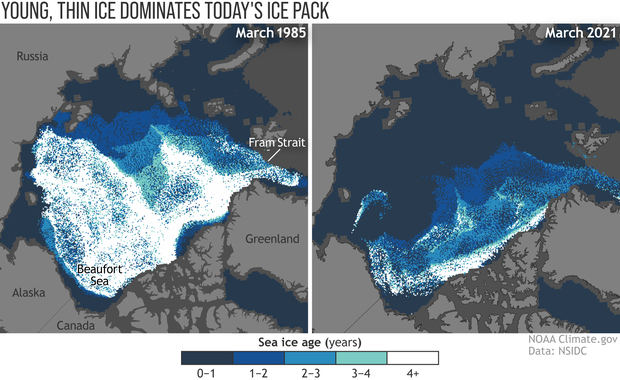 YOUNG, THIN ICE DOMINATES TODAY'S ICE PACK
March 1985
March 2021
Russia
Fram Strait
Greenland
Beaufort
Sea
Alaska
Canada
Sea ice age (years)
0–1 1–2 2–3 3–4 4+
NOAA Climate.gov
Data: NSIDC